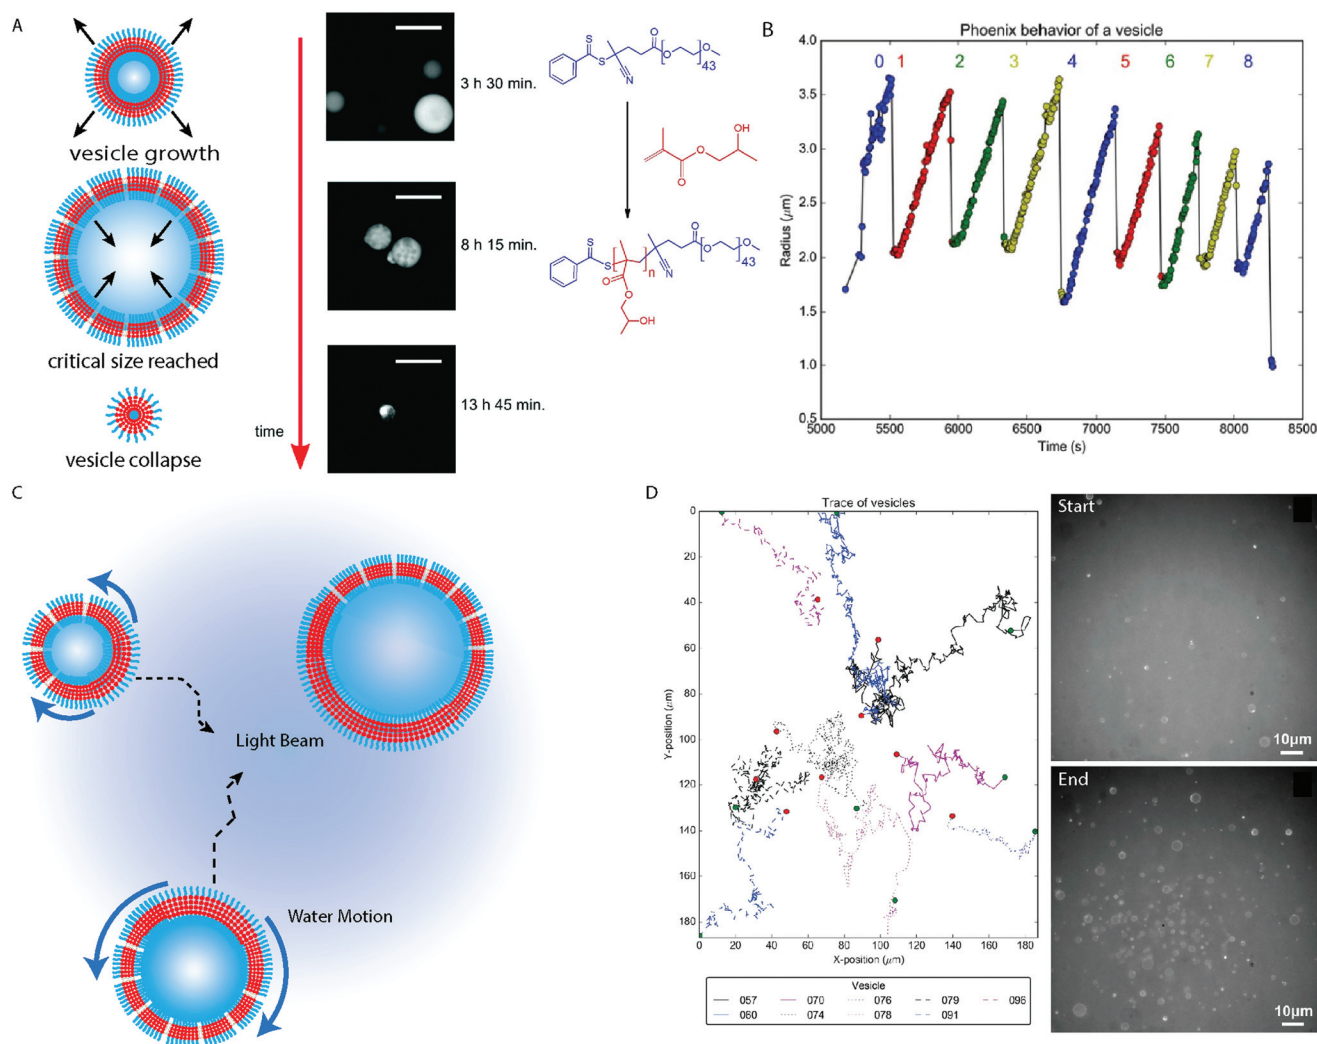 A
vesicle growth
critical size reached
vesicle collapse
time
3 h 30 min.
8 h 15 min.
13 h 45 min.
S
S
N
O
O
O
43
OH
O
O
S
S
n
N
O
O
O
O
43
O
OH
B
Phoenix behavior of a vesicle
0 1 2 3 4 5 6 7 8
4.0
3.5
3.0
2.5
2.0
1.5
1.0
0.5
Radius (μm)
5000 5500 6000 6500 7000 7500 8000 8500
Time (s)
C
Light Beam
Water Motion
D
Trace of vesicles
0
20
40
60
80
100
120
140
160
180
Y-position (μm)
0 20 40 60 80 100 120 140 160 180
X-position (μm)
Vesicle
057 070 076 079 096
060 074 078 091
Start
10μm
End
10μm